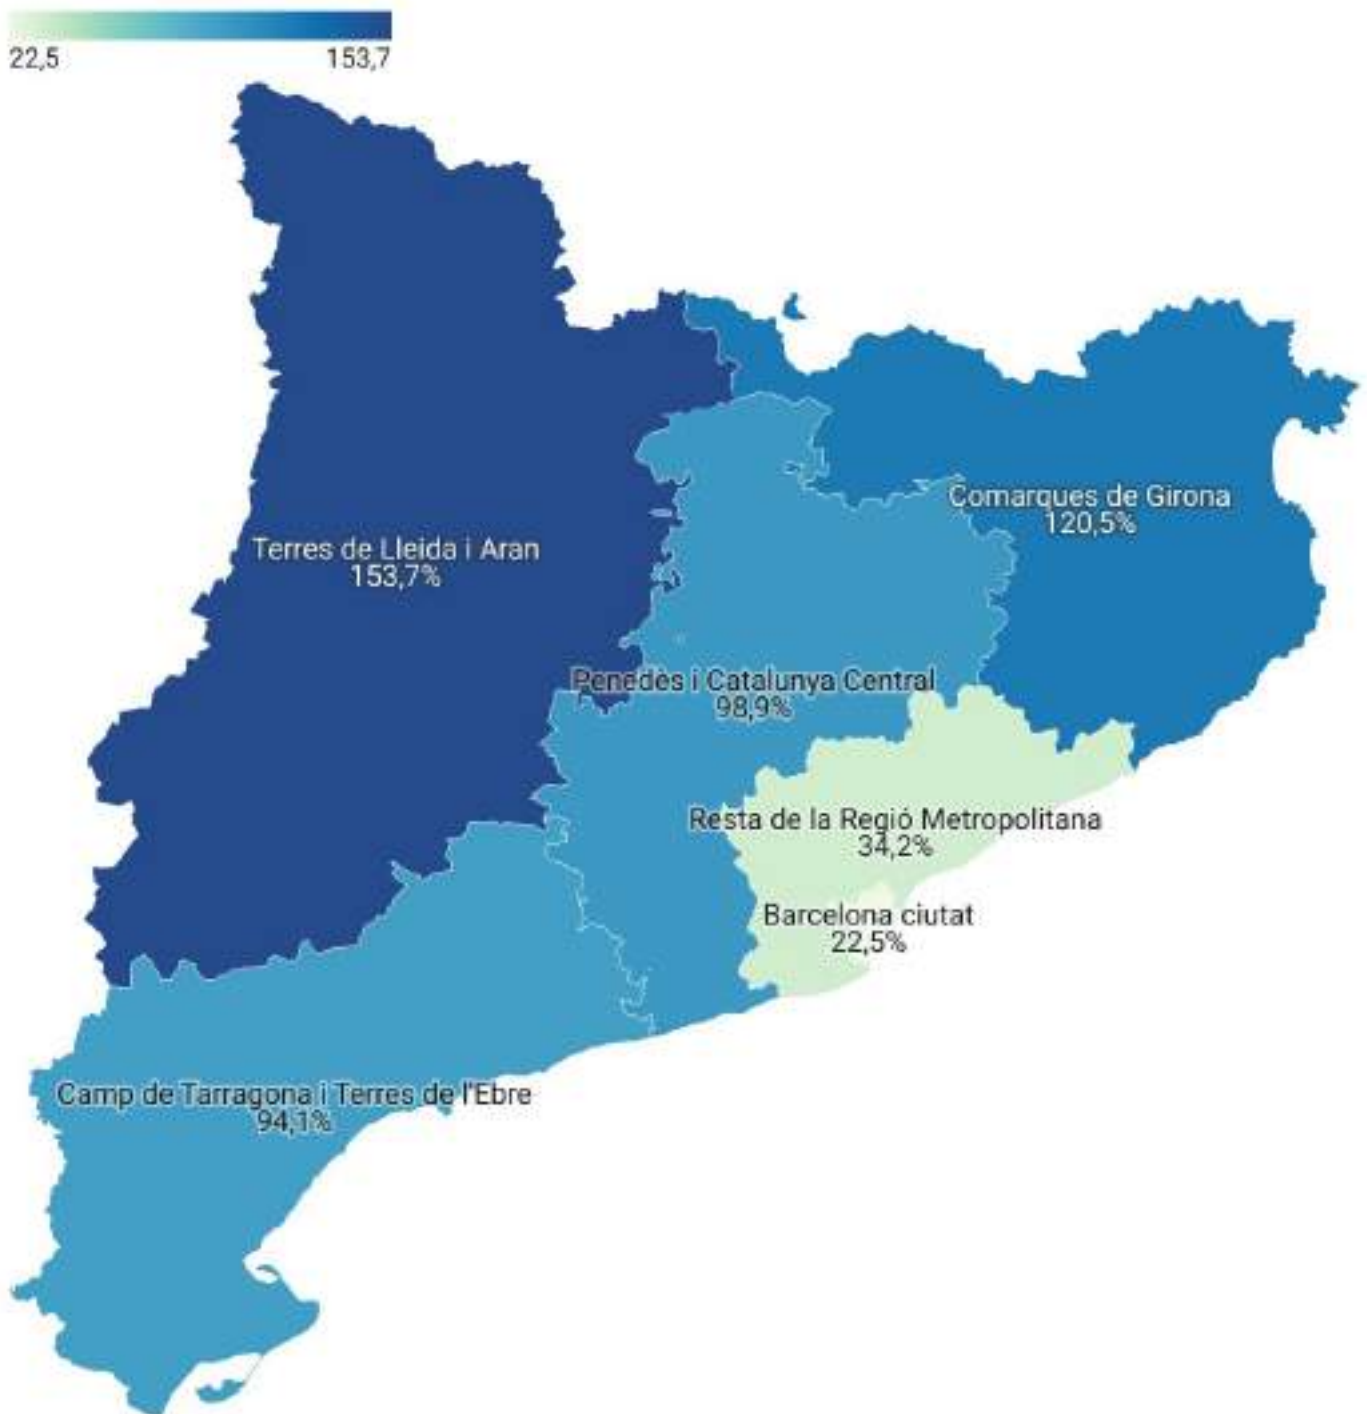 22,5 153,7
Comarques de Girona
120,5%
Terres de Lleida i Aran
153,7%
Penedès i Catalunya Central
98,9%
Resta de la Regió Metropolitana
34,2%
Barcelona ciutat
22,5%
Camp de Tarragona i Terres de l'Ebre
94,1%